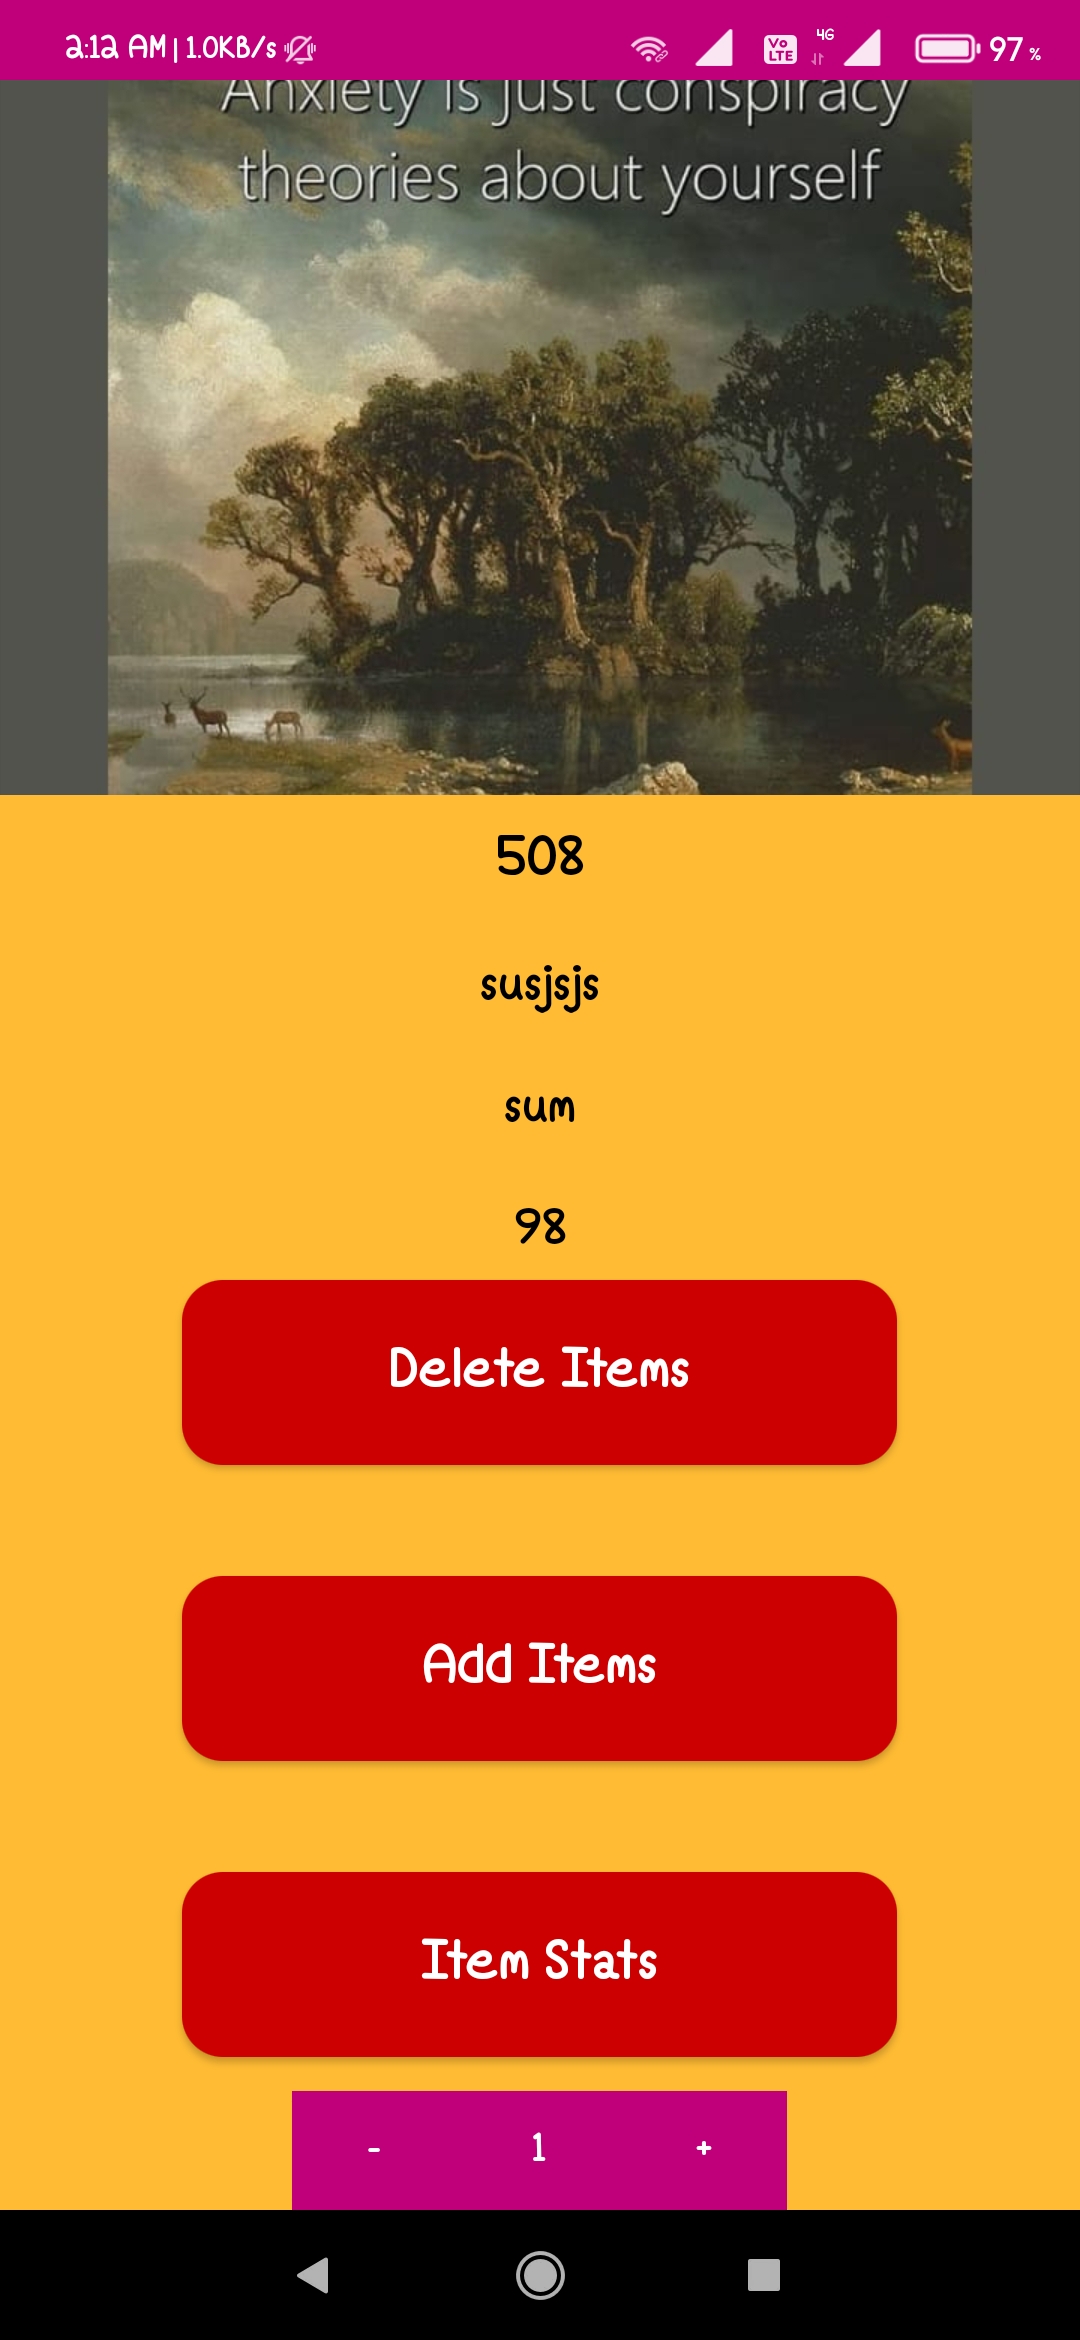 2:12 AM | 1.0KB/s
Vo LTE 4G 97 %
Anxiety is just conspiracy
theories about yourself
508
susjsjs
sum
98
Delete Items
Add Items
Item Stats
- 1 +